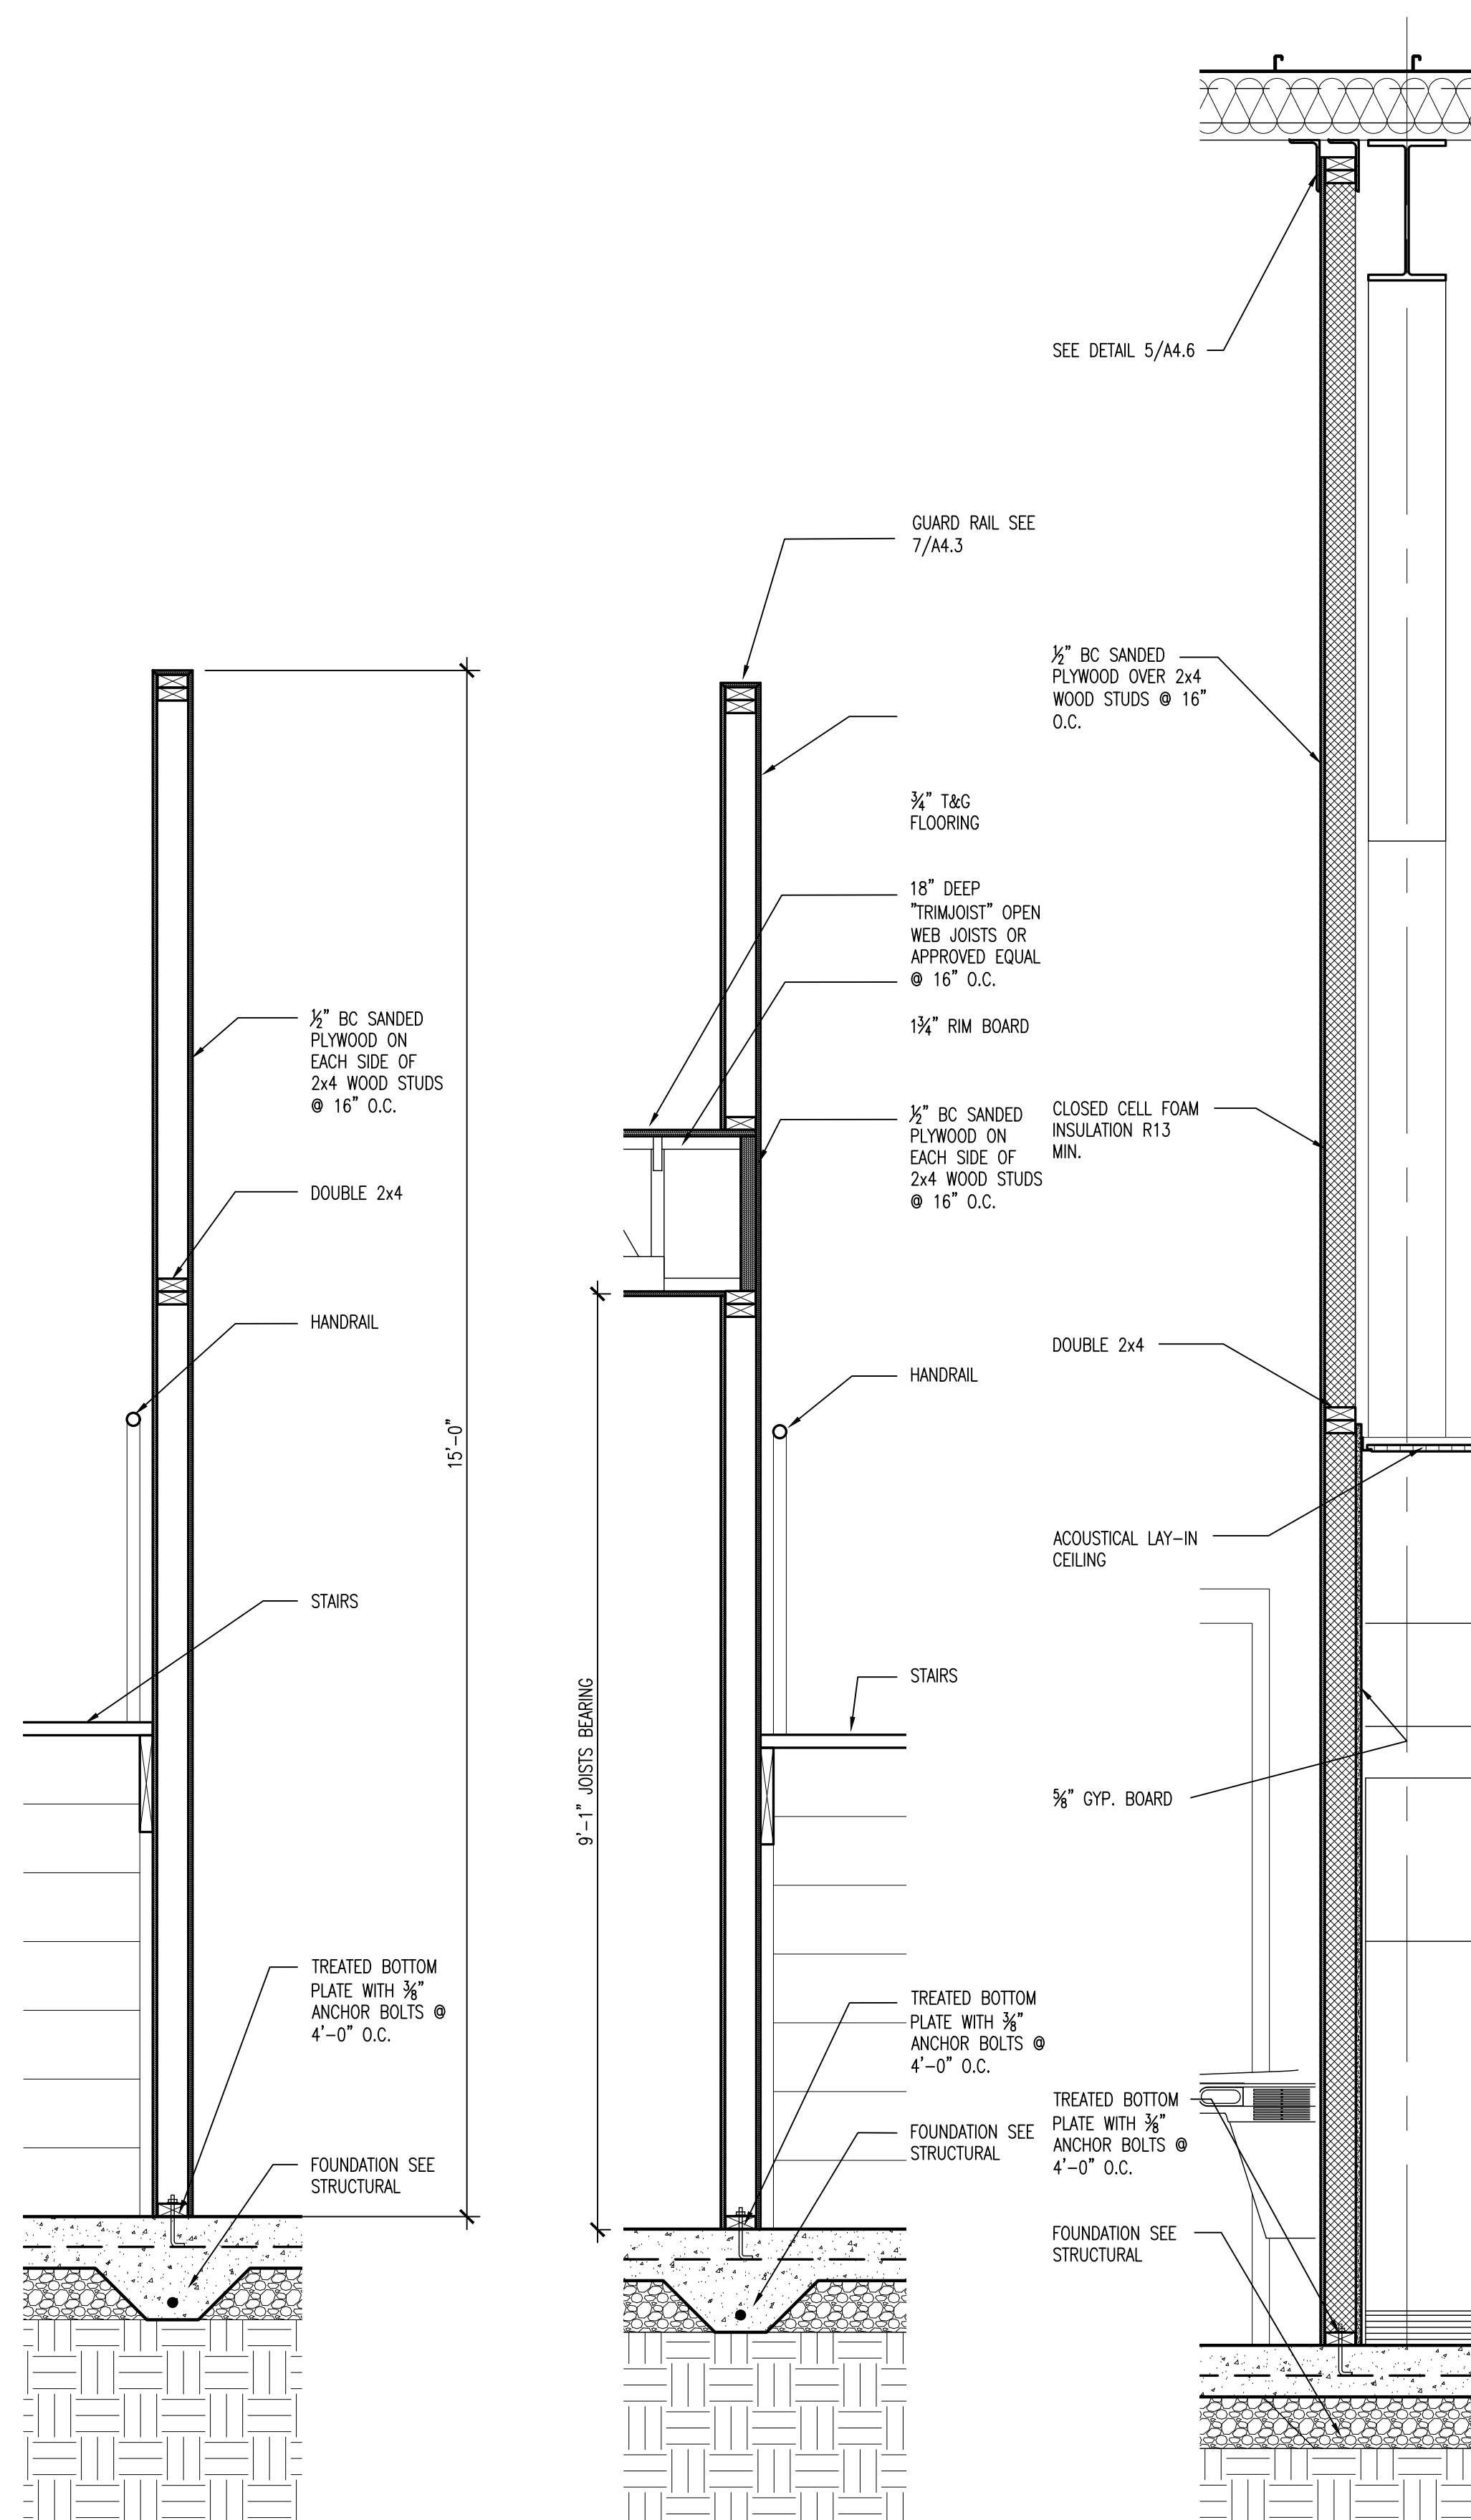 ½" BC SANDED
PLYWOOD ON
EACH SIDE OF
2x4 WOOD STUDS
@ 16" O.C.
DOUBLE 2x4
HANDRAIL
STAIRS
TREATED BOTTOM
PLATE WITH ⅜"
ANCHOR BOLTS @
4'-0" O.C.
FOUNDATION SEE
STRUCTURAL
15'-0"
9'-1" JOISTS BEARING
GUARD RAIL SEE
7/A4.3
¾" T&G
FLOORING
18" DEEP
"TRIMJOIST" OPEN
WEB JOISTS OR
APPROVED EQUAL
@ 16" O.C.
1¾" RIM BOARD
½" BC SANDED
PLYWOOD ON
EACH SIDE OF
2x4 WOOD STUDS
@ 16" O.C.
HANDRAIL
STAIRS
TREATED BOTTOM
PLATE WITH ⅜"
ANCHOR BOLTS @
4'-0" O.C.
FOUNDATION SEE
STRUCTURAL
SEE DETAIL 5/A4.6
½" BC SANDED
PLYWOOD OVER 2x4
WOOD STUDS @ 16"
O.C.
CLOSED CELL FOAM
INSULATION R13
MIN.
DOUBLE 2x4
ACOUSTICAL LAY-IN
CEILING
⅝" GYP. BOARD
TREATED BOTTOM
PLATE WITH ⅜"
ANCHOR BOLTS @
4'-0" O.C.
FOUNDATION SEE
STRUCTURAL